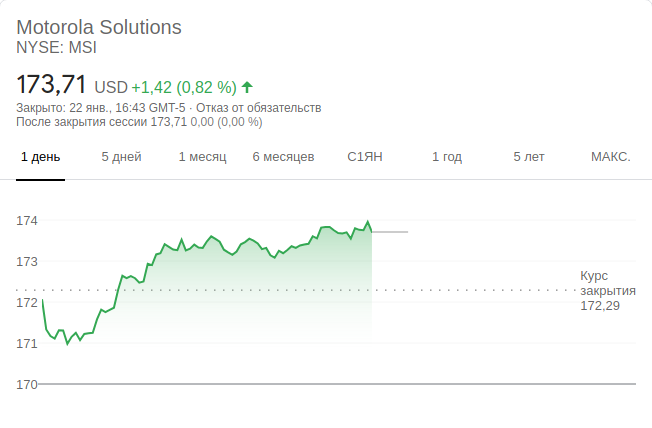 Motorola Solutions
NYSE: MSI
173,71 USD +1,42 (0,82 %)
Закрыто: 22 янв., 16:43 GMT-5 · Отказ от обязательств
После закрытия сессии 173,71 0,00 (0,00 %)
1 день 5 дней 1 месяц 6 месяцев С1ЯН 1 год 5 лет МАКС.
174
173
Курс
закрытия
172,29
172
171
170